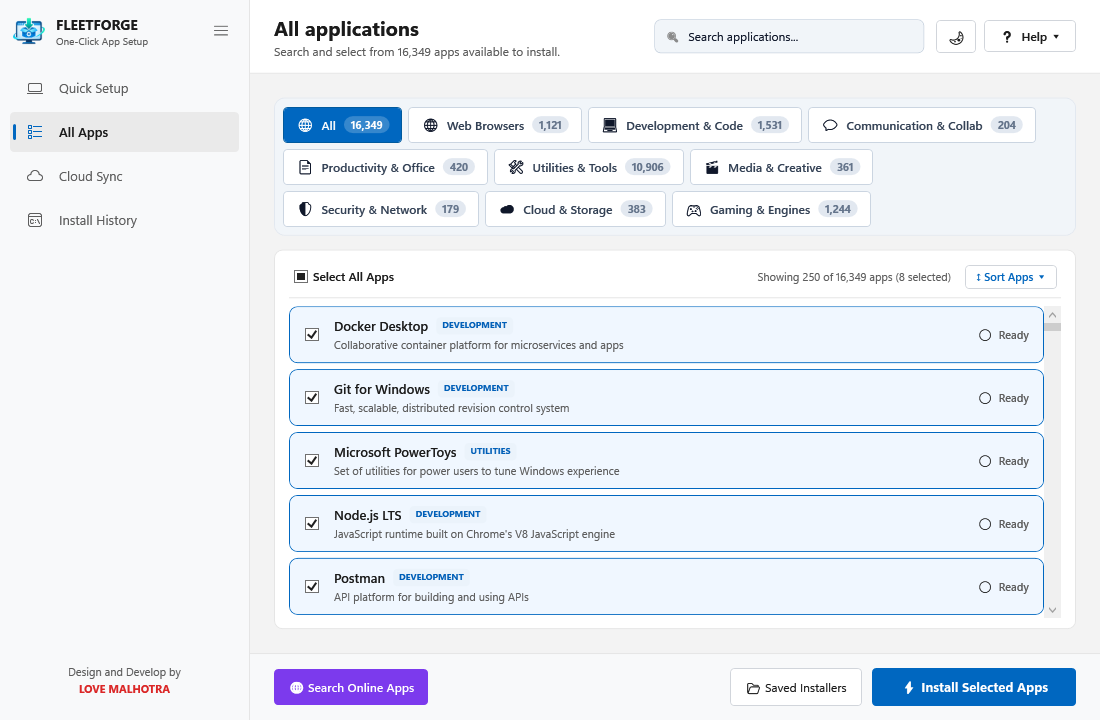 FLEETFORGE
One-Click App Setup
Quick Setup
All Apps
Cloud Sync
Install History
Design and Develop by
LOVE MALHOTRA
All applications
Search and select from 16,349 apps available to install.
Search applications...
? Help
All 16,349
Web Browsers 1,121
Development & Code 1,531
Communication & Collab 204
Productivity & Office 420
Utilities & Tools 10,906
Media & Creative 361
Security & Network 179
Cloud & Storage 383
Gaming & Engines 1,244
Select All Apps
Showing 250 of 16,349 apps (8 selected)
Sort Apps
Docker Desktop DEVELOPMENT
Collaborative container platform for microservices and apps
Ready
Git for Windows DEVELOPMENT
Fast, scalable, distributed revision control system
Ready
Microsoft PowerToys UTILITIES
Set of utilities for power users to tune Windows experience
Ready
Node.js LTS DEVELOPMENT
JavaScript runtime built on Chrome's V8 JavaScript engine
Ready
Postman DEVELOPMENT
API platform for building and using APIs
Ready
Search Online Apps
Saved Installers
Install Selected Apps